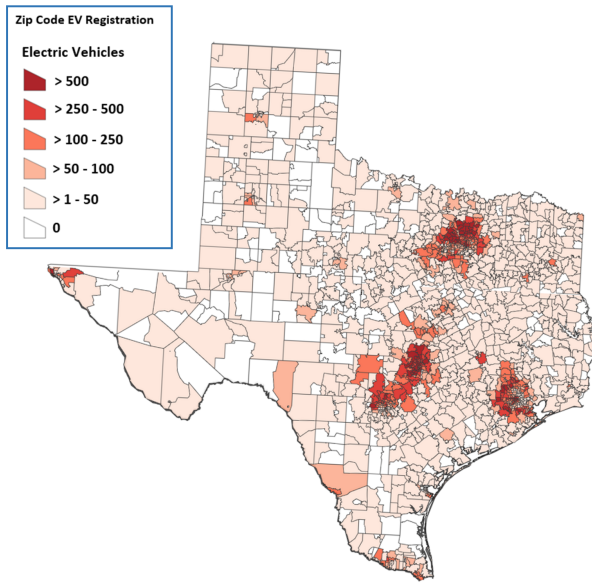 Zip Code EV Registration
Electric Vehicles
> 500
> 250 - 500
> 100 - 250
> 50 - 100
> 1 - 50
0